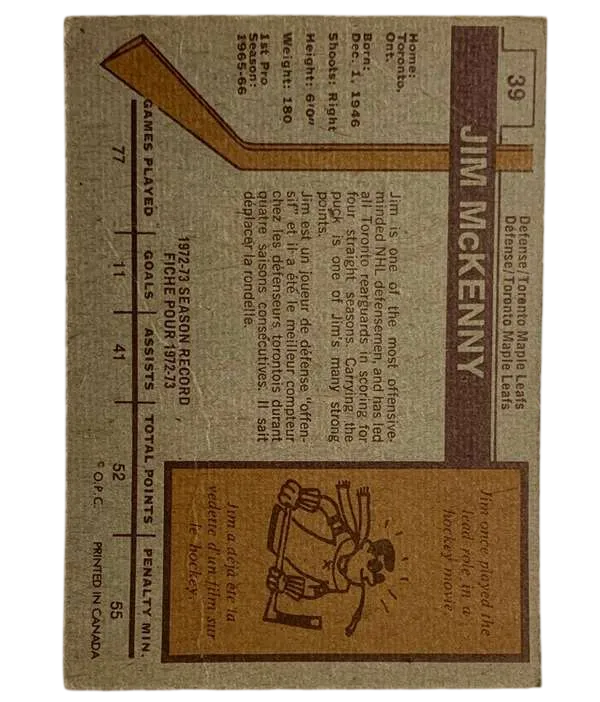 39
Defense/Toronto Maple Leafs
Défense/Toronto Maple Leafs
JIM McKENNY
Home:
Toronto,
Ont.
Born:
Dec. 1, 1946
Shoots: Right
Height: 6'0"
Weight: 180
1st Pro
Season:
1965-66
Jim is one of the most offensive-
minded NHL defensemen, and has led
all Toronto rearguards in scoring for
four straight seasons. Carrying the
puck is one of Jim's many strong
points.
Jim est un joueur de défense "offen-
sif" et il a été le meilleur compteur
chez les défenseurs torontois durant
quatre saisons consécutives. Il sait
déplacer la rondelle.
Jim once played the
lead role in a
hockey movie.
Jim a déjà été la
vedette d'un film sur
le hockey.
1972-73 SEASON RECORD
FICHE POUR 1972-73
GAMES PLAYED GOALS ASSISTS TOTAL POINTS PENALTY MIN.
77 11 41 52 55
© O.P.C. PRINTED IN CANADA